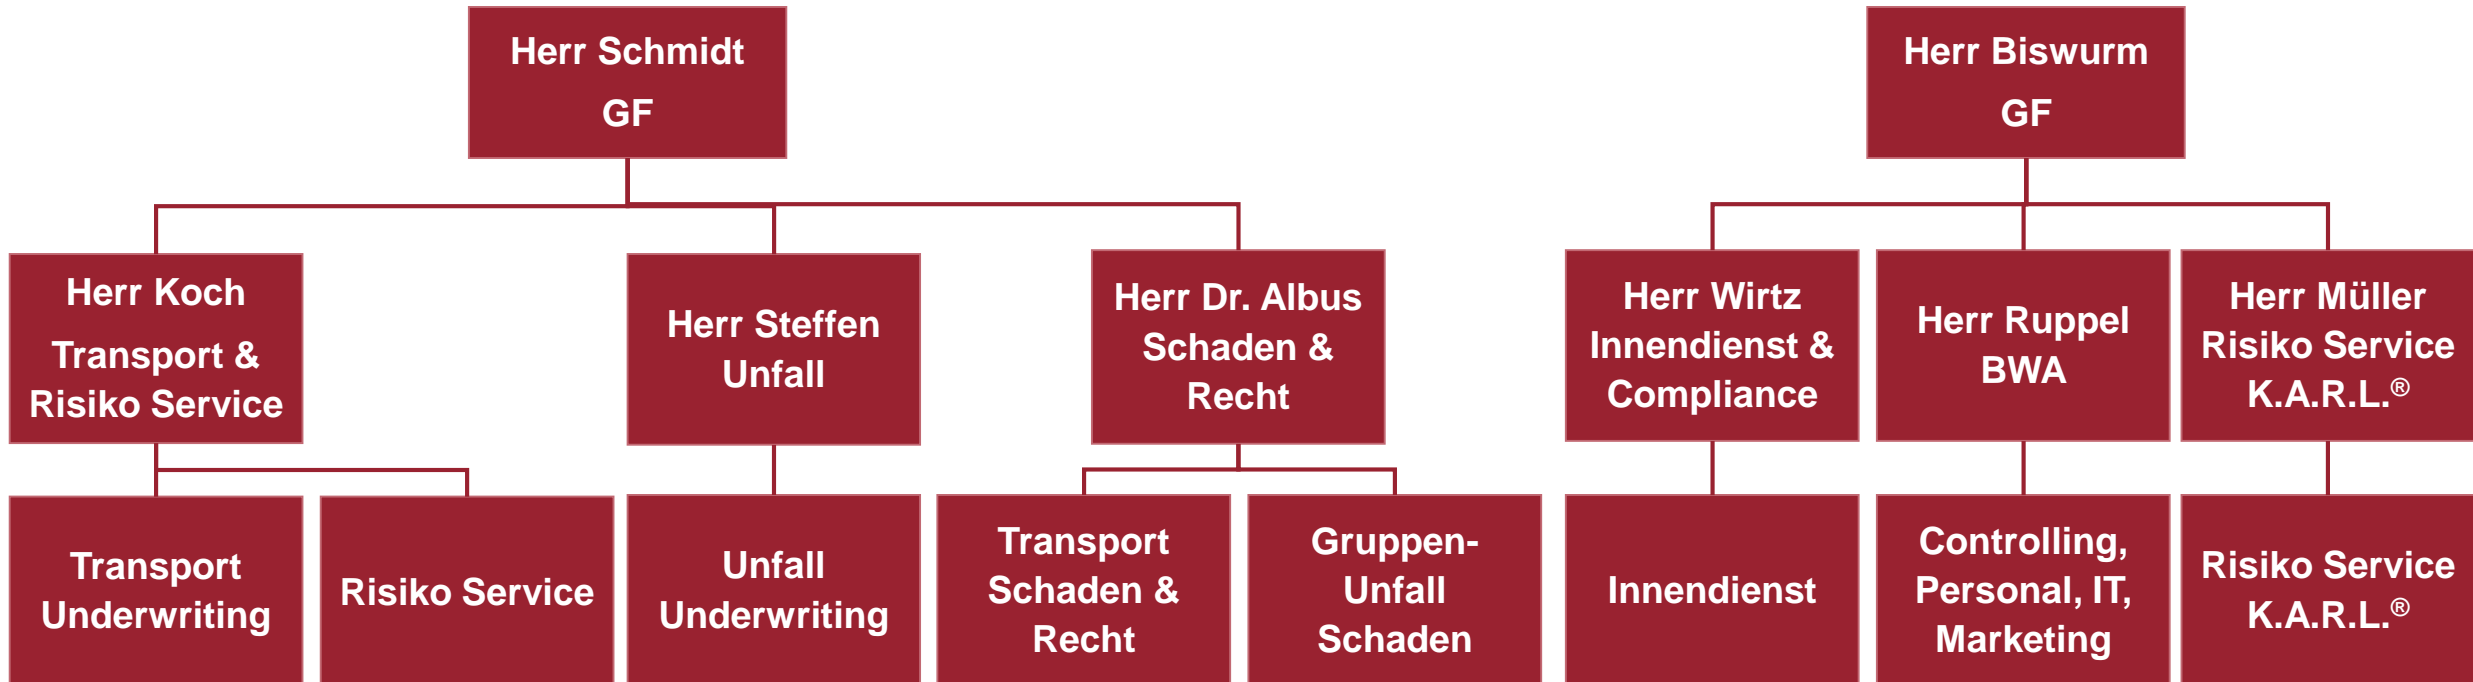 Herr Schmidt
GF
Herr Biswurm
GF
Herr Koch
Transport &
Risiko Service
Herr Steffen
Unfall
Herr Dr. Albus
Schaden &
Recht
Herr Wirtz
Innendienst &
Compliance
Herr Ruppel
BWA
Herr Müller
Risiko Service
K.A.R.L.®
Transport
Underwriting
Risiko Service
Unfall
Underwriting
Transport
Schaden &
Recht
Gruppen-
Unfall
Schaden
Innendienst
Controlling,
Personal, IT,
Marketing
Risiko Service
K.A.R.L.®